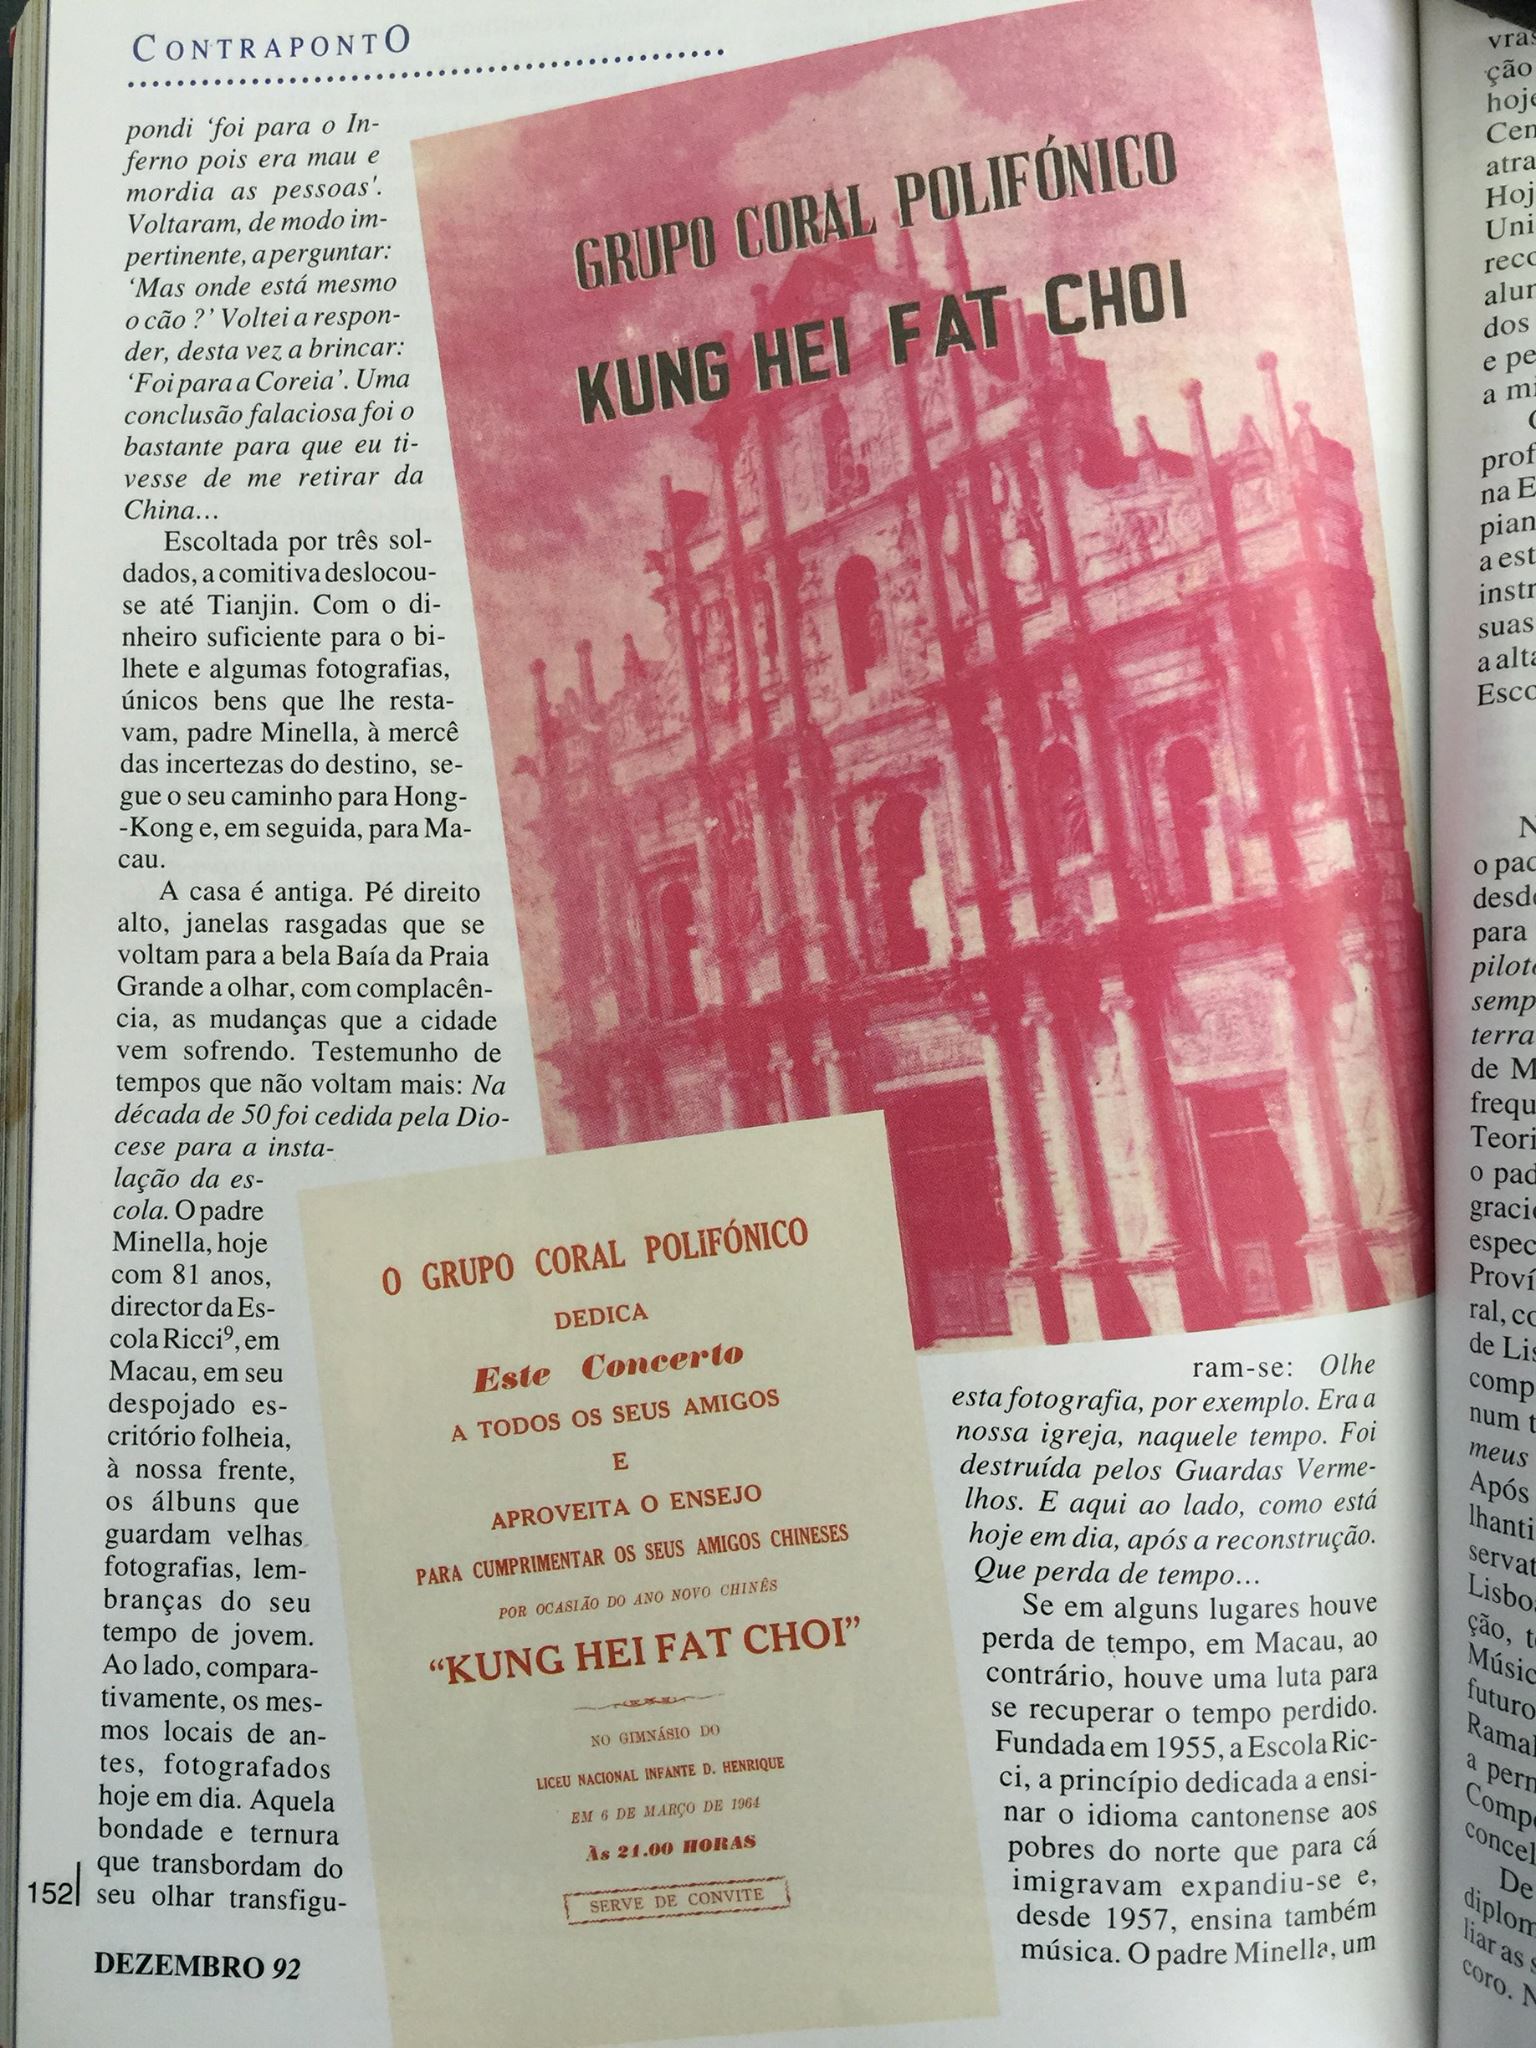 CONTRAPONTO
pondi ‘foi para o In-
ferno pois era mau e
mordia as pessoas'.
Voltaram, de modo im-
pertinente, a perguntar:
‘Mas onde está mesmo
o cão ?’ Voltei a respon-
der, desta vez a brincar:
‘Foi para a Coreia’. Uma
conclusão falaciosa foi o
bastante para que eu ti-
vesse de me retirar da
China...
Escoltada por três sol-
dados, a comitiva deslocou-
se até Tianjin. Com o di-
nheiro suficiente para o bi-
lhete e algumas fotografias,
únicos bens que lhe resta-
vam, padre Minella, à mercê
das incertezas do destino, se-
gue o seu caminho para Hong-
-Kong e, em seguida, para Ma-
cau.
A casa é antiga. Pé direito
alto, janelas rasgadas que se
voltam para a bela Baía da Praia
Grande a olhar, com complacên-
cia, as mudanças que a cidade
vem sofrendo. Testemunho de
tempos que não voltam mais: Na
década de 50 foi cedida pela Dio-
cese para a insta-
lação da es-
cola. O padre
Minella, hoje
com 81 anos,
director da Es-
cola Ricci⁹, em
Macau, em seu
despojado es-
critório folheia,
à nossa frente,
os álbuns que
guardam velhas
fotografias, lem-
branças do seu
tempo de jovem.
Ao lado, compara-
tivamente, os mes-
mos locais de an-
tes, fotografados
hoje em dia. Aquela
bondade e ternura
que transbordam do
seu olhar transfigu-
152
DEZEMBRO 92
GRUPO CORAL POLIFÓNICO
KUNG HEI FAT CHOI
O GRUPO CORAL POLIFÓNICO
DEDICA
Este Concerto
A TODOS OS SEUS AMIGOS
E
APROVEITA O ENSEJO
PARA CUMPRIMENTAR OS SEUS AMIGOS CHINESES
POR OCASIÃO DO ANO NOVO CHINÊS
“KUNG HEI FAT CHOI”
NO GIMNÁSIO DO
LICEU NACIONAL INFANTE D. HENRIQUE
EM 6 DE MARÇO DE 1964
Às 21.00 HORAS
SERVE DE CONVITE
ram-se: Olhe
esta fotografia, por exemplo. Era a
nossa igreja, naquele tempo. Foi
destruída pelos Guardas Verme-
lhos. E aqui ao lado, como está
hoje em dia, após a reconstrução.
Que perda de tempo...
Se em alguns lugares houve
perda de tempo, em Macau, ao
contrário, houve uma luta para
se recuperar o tempo perdido.
Fundada em 1955, a Escola Ric-
ci, a princípio dedicada a ensi-
nar o idioma cantonense aos
pobres do norte que para cá
imigravam expandiu-se e,
desde 1957, ensina também
música. O padre Minella, um